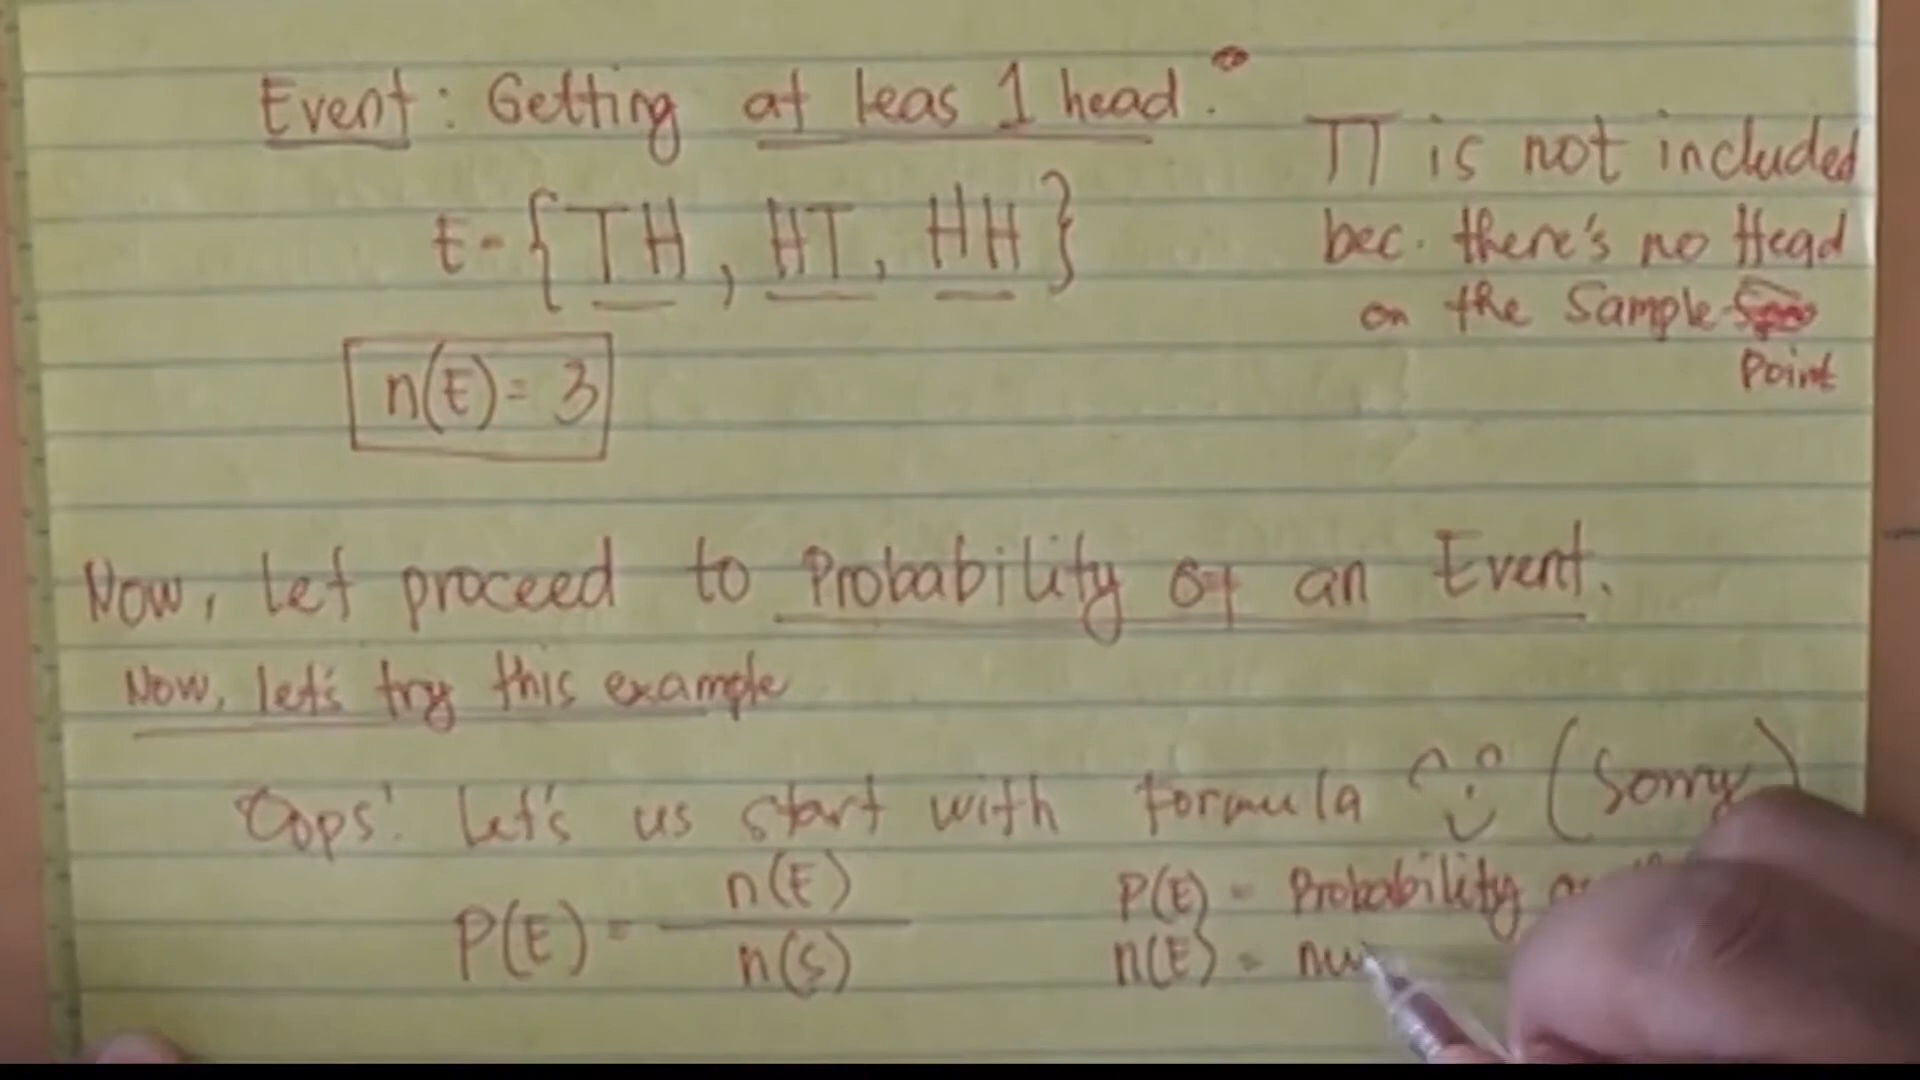 Event: Getting at leas 1 head.
E = {TH, HT, HH}
n(E) = 3
TT is not included
bec. there's no Head
on the Sample
Point
Now, let proceed to Probability of an Event.
Now, let's try this example
Oops! Let's us start with formula (Sorry)
P(E) = n(E) / n(S)
P(E) = Probability
n(E) =